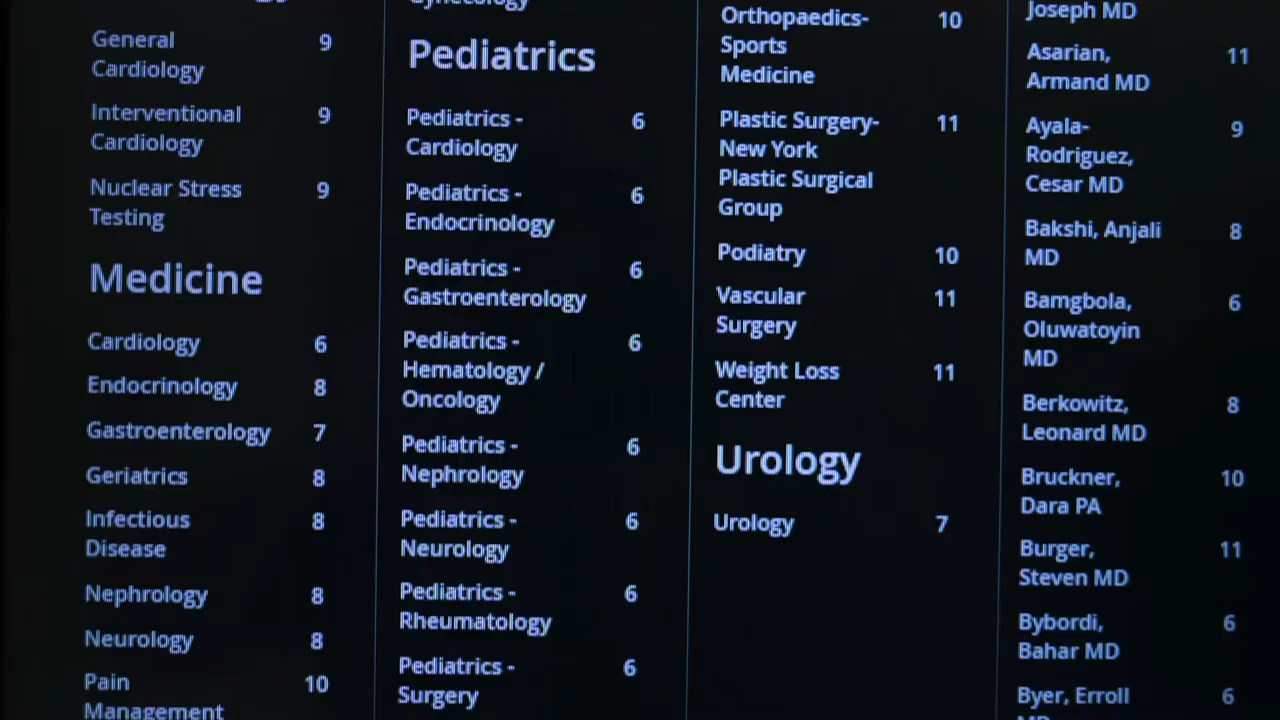 General 9
Cardiology
Interventional 9
Cardiology
Nuclear Stress 9
Testing
Medicine
Cardiology 6
Endocrinology 8
Gastroenterology 7
Geriatrics 8
Infectious 8
Disease
Nephrology 8
Neurology 8
Pain 10
Management
Gynecology
Pediatrics
Pediatrics - 6
Cardiology
Pediatrics - 6
Endocrinology
Pediatrics - 6
Gastroenterology
Pediatrics - 6
Hematology /
Oncology
Pediatrics - 6
Nephrology
Pediatrics - 6
Neurology
Pediatrics - 6
Rheumatology
Pediatrics - 6
Surgery
Orthopaedics- 10
Sports
Medicine
Plastic Surgery- 11
New York
Plastic Surgical
Group
Podiatry 10
Vascular 11
Surgery
Weight Loss 11
Center
Urology
Urology 7
Joseph MD
Asarian, 11
Armand MD
Ayala- 9
Rodriguez,
Cesar MD
Bakshi, Anjali 8
MD
Bamgbola, 6
Oluwatoyin
MD
Berkowitz, 8
Leonard MD
Bruckner, 10
Dara PA
Burger, 11
Steven MD
Bybordi, 6
Bahar MD
Byer, Erroll 6
MD